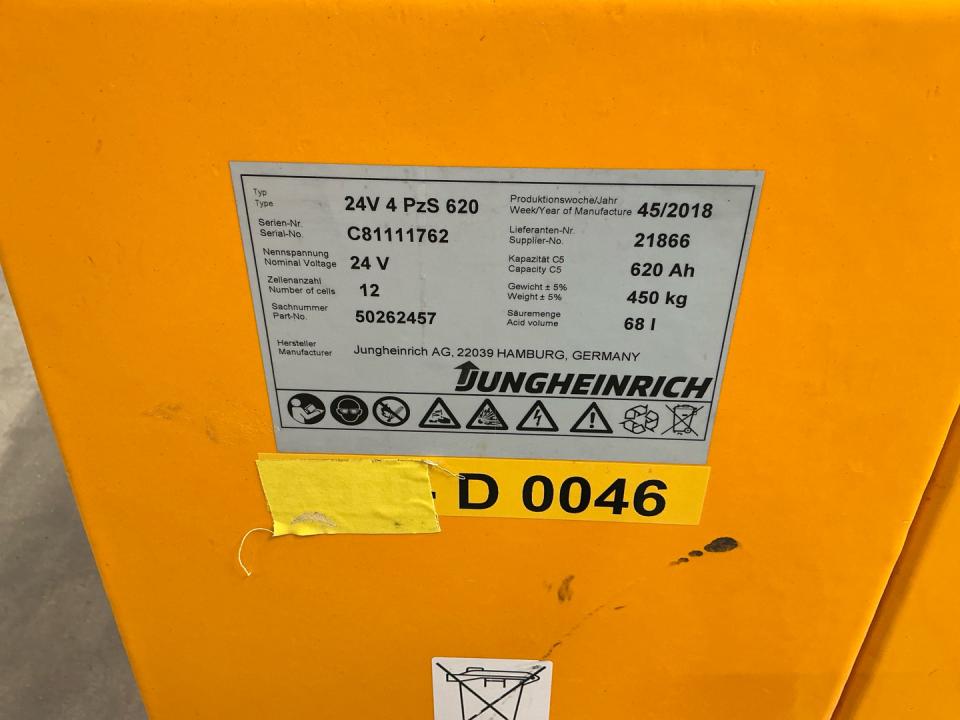 Typ
Type 24V 4 PzS 620
Serien-Nr.
Serial-No. C81111762
Nennspannung
Nominal Voltage 24 V
Zellenanzahl
Number of cells 12
Sachnummer
Part-No. 50262457
Produktionswoche/Jahr
Week/Year of Manufacture 45/2018
Lieferanten-Nr.
Supplier-No. 21866
Kapazität C5
Capacity C5 620 Ah
Gewicht ± 5%
Weight ± 5% 450 kg
Säuremenge
Acid volume 68 l
Hersteller
Manufacturer Jungheinrich AG, 22039 HAMBURG, GERMANY
JUNGHEINRICH
- D 0046